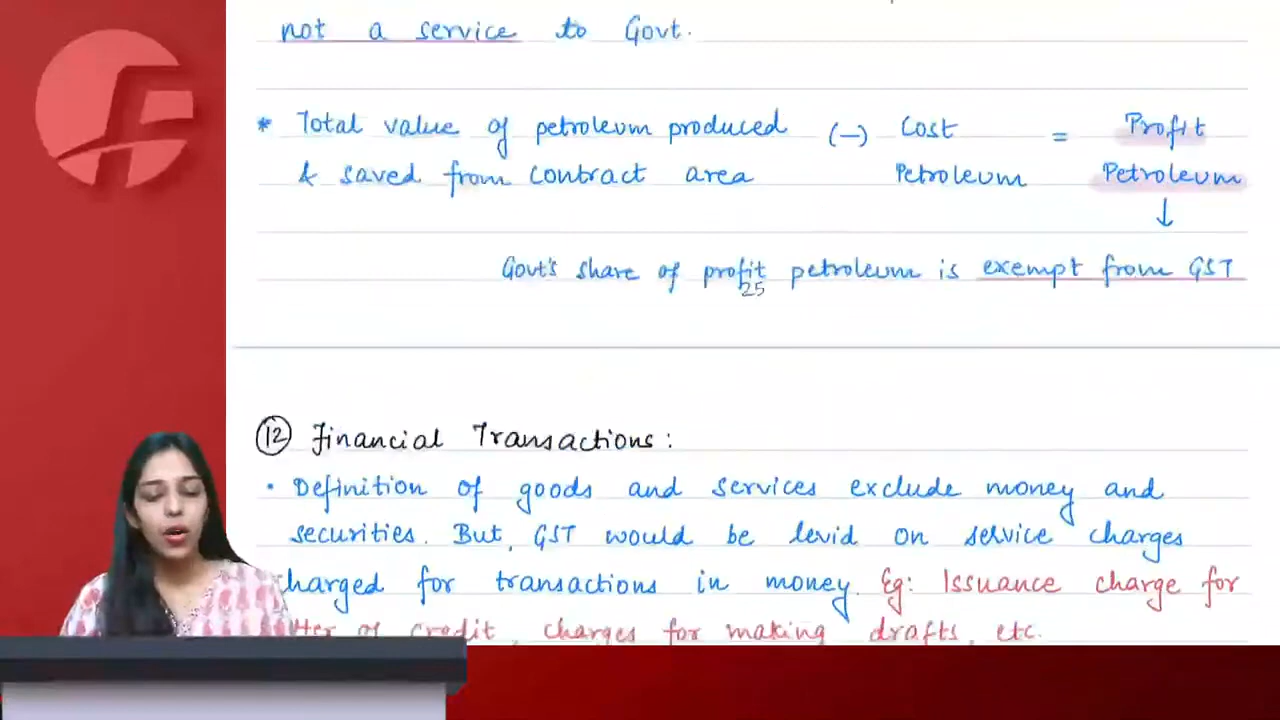 not a service to Govt.
* Total value of petroleum produced (-) Cost = Profit
& saved from contract area Petroleum Petroleum
↓
Govt's share of profit petroleum is exempt from GST
25
12 Financial Transactions:
• Definition of goods and services exclude money and
securities. But, GST would be levid on service charges
charged for transactions in money. Eg: Issuance charge for
of credit, charges for making drafts, etc.